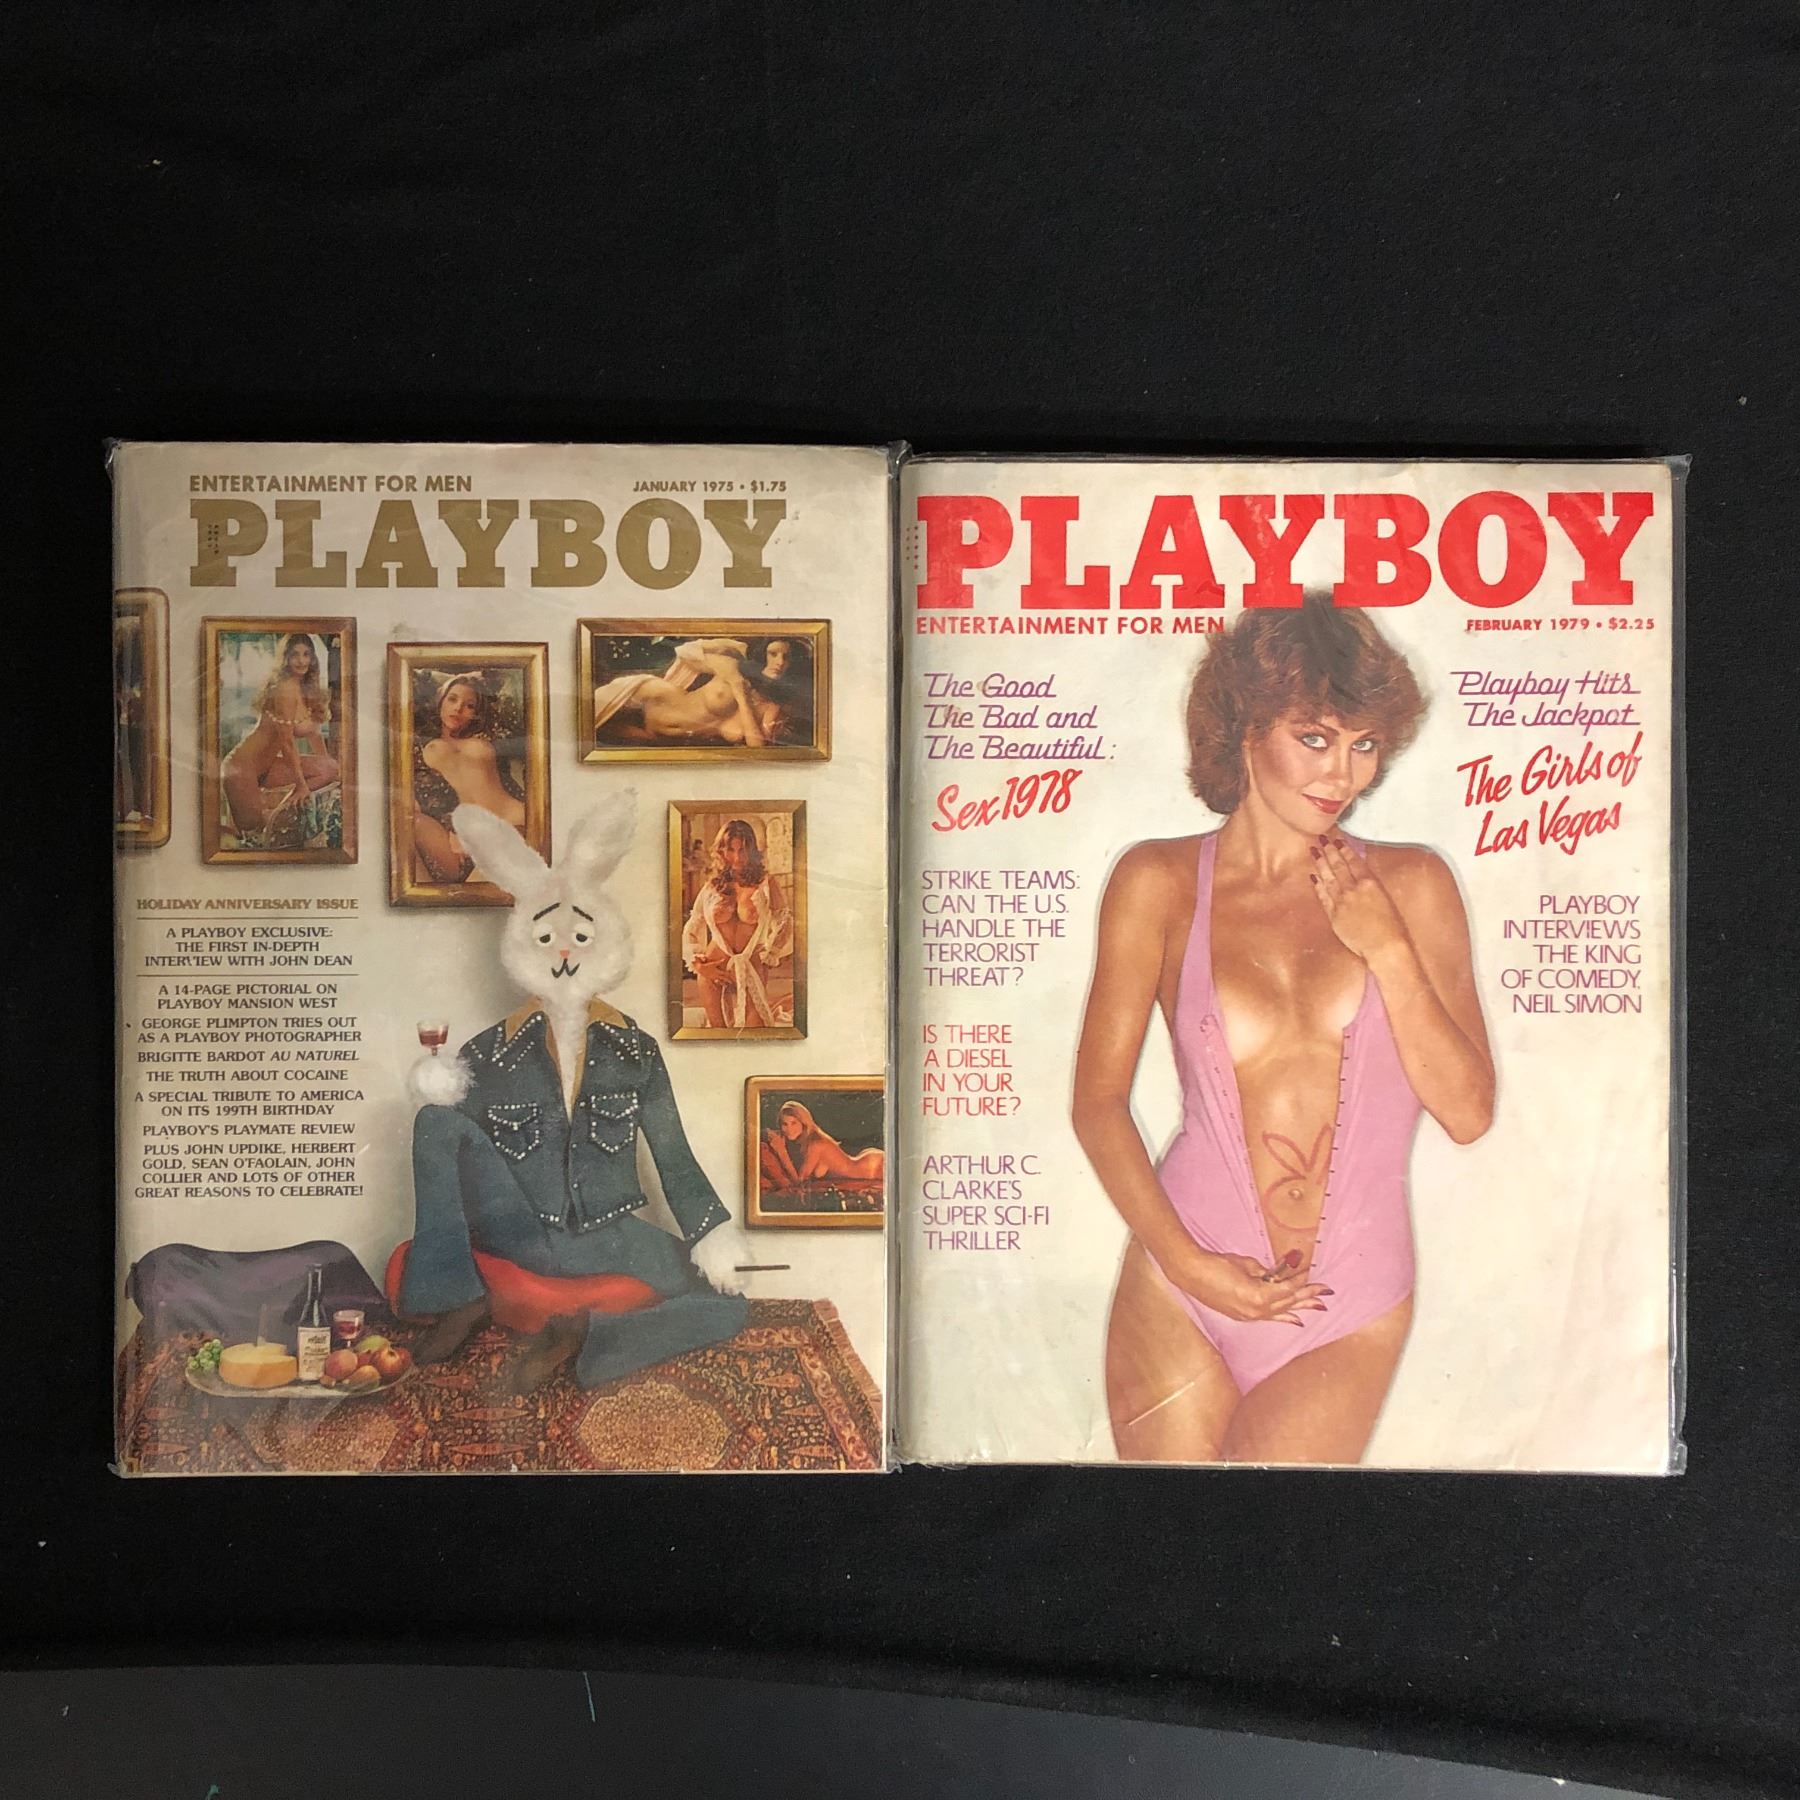 ENTERTAINMENT FOR MEN
JANUARY 1975 • $1.75
PLAYBOY
HOLIDAY ANNIVERSARY ISSUE
A PLAYBOY EXCLUSIVE:
THE FIRST IN-DEPTH
INTERVIEW WITH JOHN DEAN
A 14-PAGE PICTORIAL ON
PLAYBOY MANSION WEST
GEORGE PLIMPTON TRIES OUT
AS A PLAYBOY PHOTOGRAPHER
BRIGITTE BARDOT AU NATUREL
THE TRUTH ABOUT COCAINE
A SPECIAL TRIBUTE TO AMERICA
ON ITS 199TH BIRTHDAY
PLAYBOY'S PLAYMATE REVIEW
PLUS JOHN UPDIKE, HERBERT
GOLD, SEAN O'FAOLAIN, JOHN
COLLIER AND LOTS OF OTHER
GREAT REASONS TO CELEBRATE!
PLAYBOY
ENTERTAINMENT FOR MEN
FEBRUARY 1979 • $2.25
The Good
The Bad and
The Beautiful:
Sex 1978
STRIKE TEAMS:
CAN THE U.S.
HANDLE THE
TERRORIST
THREAT?
IS THERE
A DIESEL
IN YOUR
FUTURE?
ARTHUR C.
CLARKE'S
SUPER SCI-FI
THRILLER
Playboy Hits
The Jackpot
The Girls of
Las Vegas
PLAYBOY
INTERVIEWS
THE KING
OF COMEDY,
NEIL SIMON